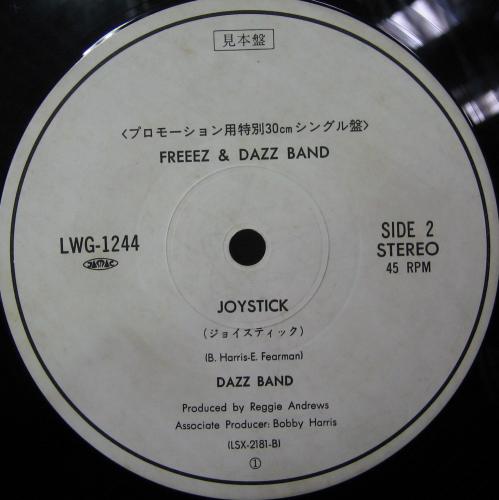 見本盤
〈プロモーション用特別30cmシングル盤〉
FREEEZ & DAZZ BAND
LWG-1244
JASRAC
SIDE 2
STEREO
45 RPM
JOYSTICK
(ジョイスティック)
(B. Harris-E. Fearman)
DAZZ BAND
Produced by Reggie Andrews
Associate Producer: Bobby Harris
(LSX-2181-B)
①